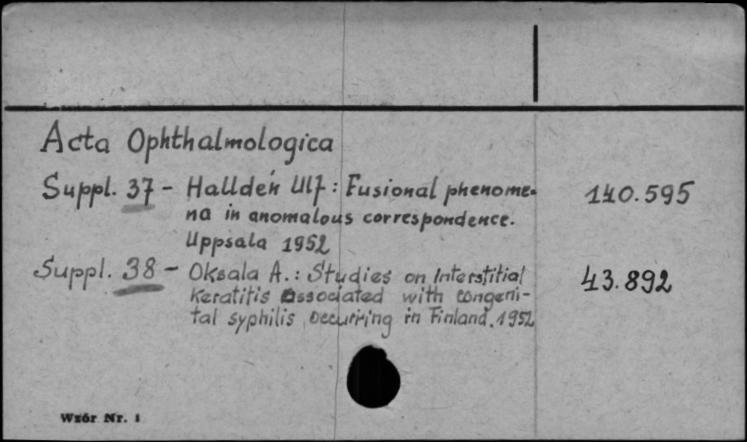 Acta Ophthalmologica
Suppl. 37 - Halldén Ulf : Fusional phenome- 140.595
na in anomalous correspondence.
Uppsala 1952
Suppl. 38 - Oksala A. : Studies on Interstitial 43.892
Keratitis associated with congeni-
tal syphilis occurring in Finland. 1952
Wzór Nr. 1